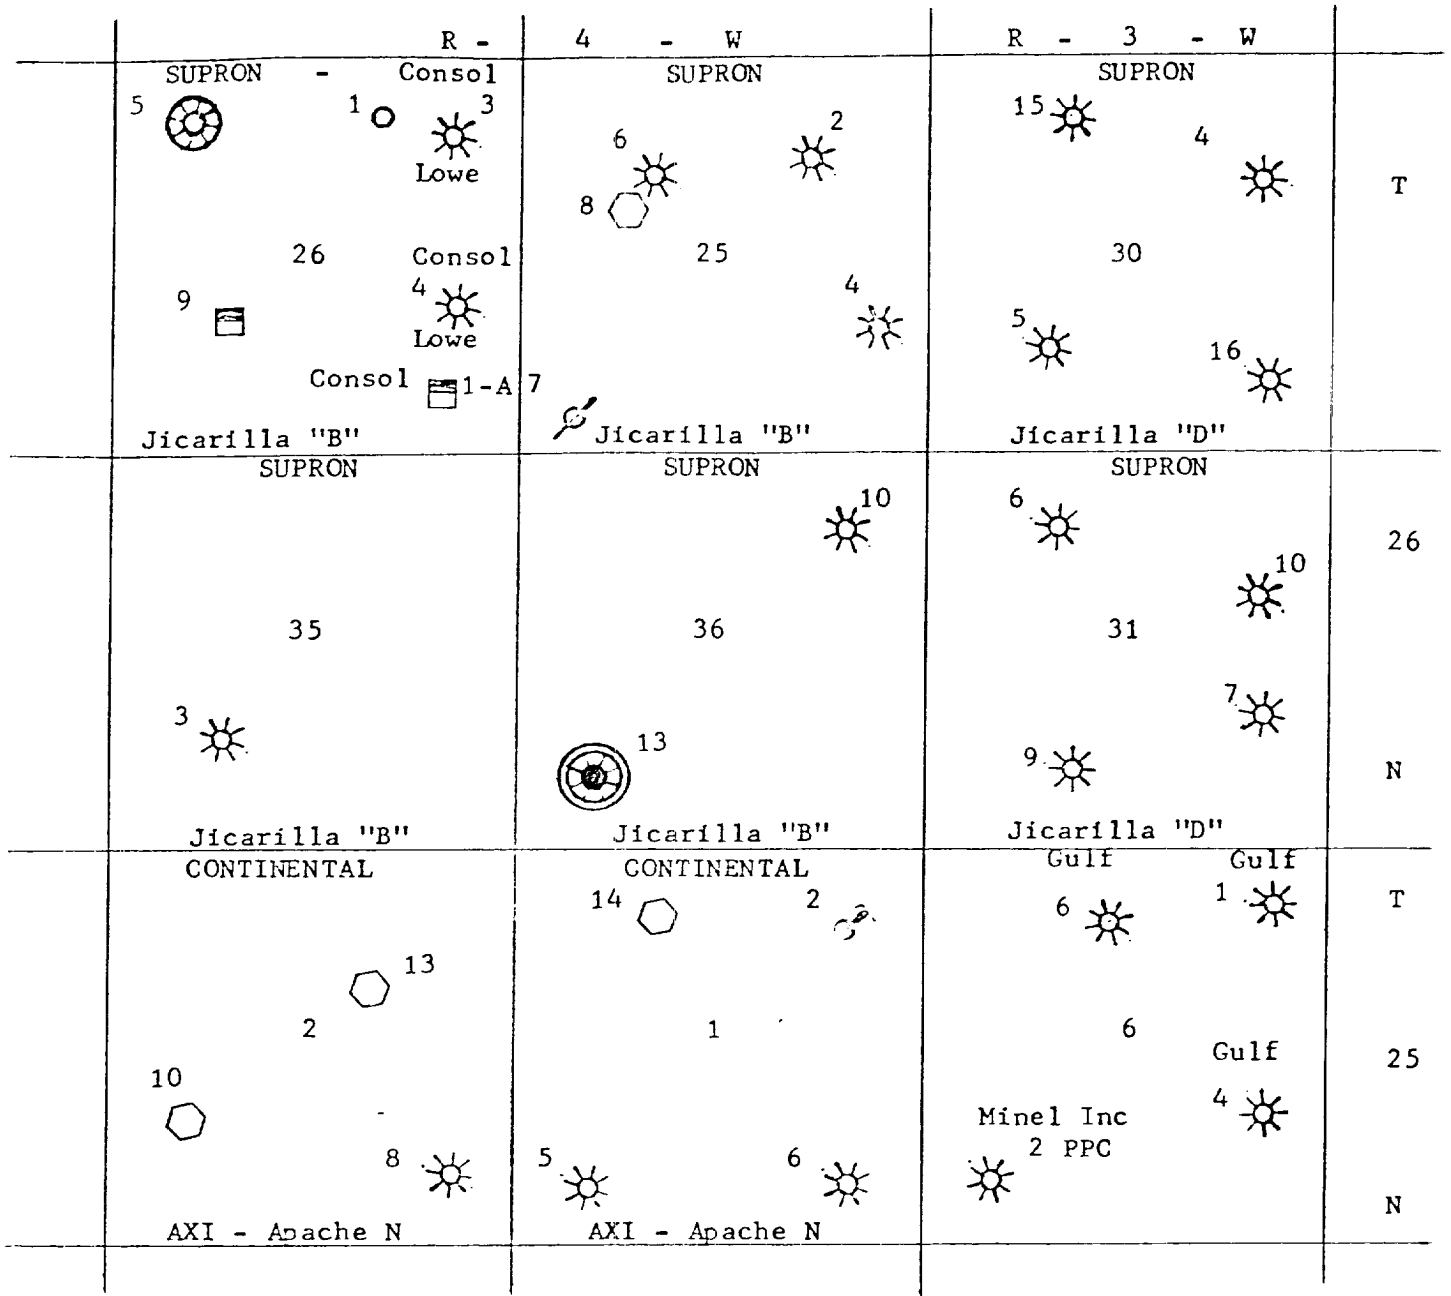 R - 4 - W R - 3 - W
SUPRON - Consol SUPRON SUPRON
5 1 3 6 2 15 4
Lowe
8
T
26 Consol 25 30
9 4 4 5
Lowe 16
Consol 1-A 7
Jicarilla "B" Jicarilla "B" Jicarilla "D"
SUPRON SUPRON SUPRON
10 6
26
10
35 36 31
3 13 7
9 N
Jicarilla "B" Jicarilla "B" Jicarilla "D"
CONTINENTAL CONTINENTAL Gulf Gulf
14 2 6 1 T
13
2 1 6
Gulf 25
10 4
Minel Inc
2 PPC
8 5 6
N
AXI - Apache N AXI - Apache N